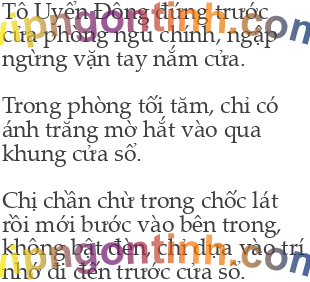 Tô Uyển Đông đứng trước
cửa phòng ngủ chính, ngập
ngừng vặn tay nắm cửa.
Trong phòng tối tăm, chỉ có
ánh trăng mờ hắt vào qua
khung cửa sổ.
Chị chần chừ trong chốc lát
rồi mới bước vào bên trong,
không bật đèn, chỉ dựa vào trí
nhớ đi đến trước cửa sổ.